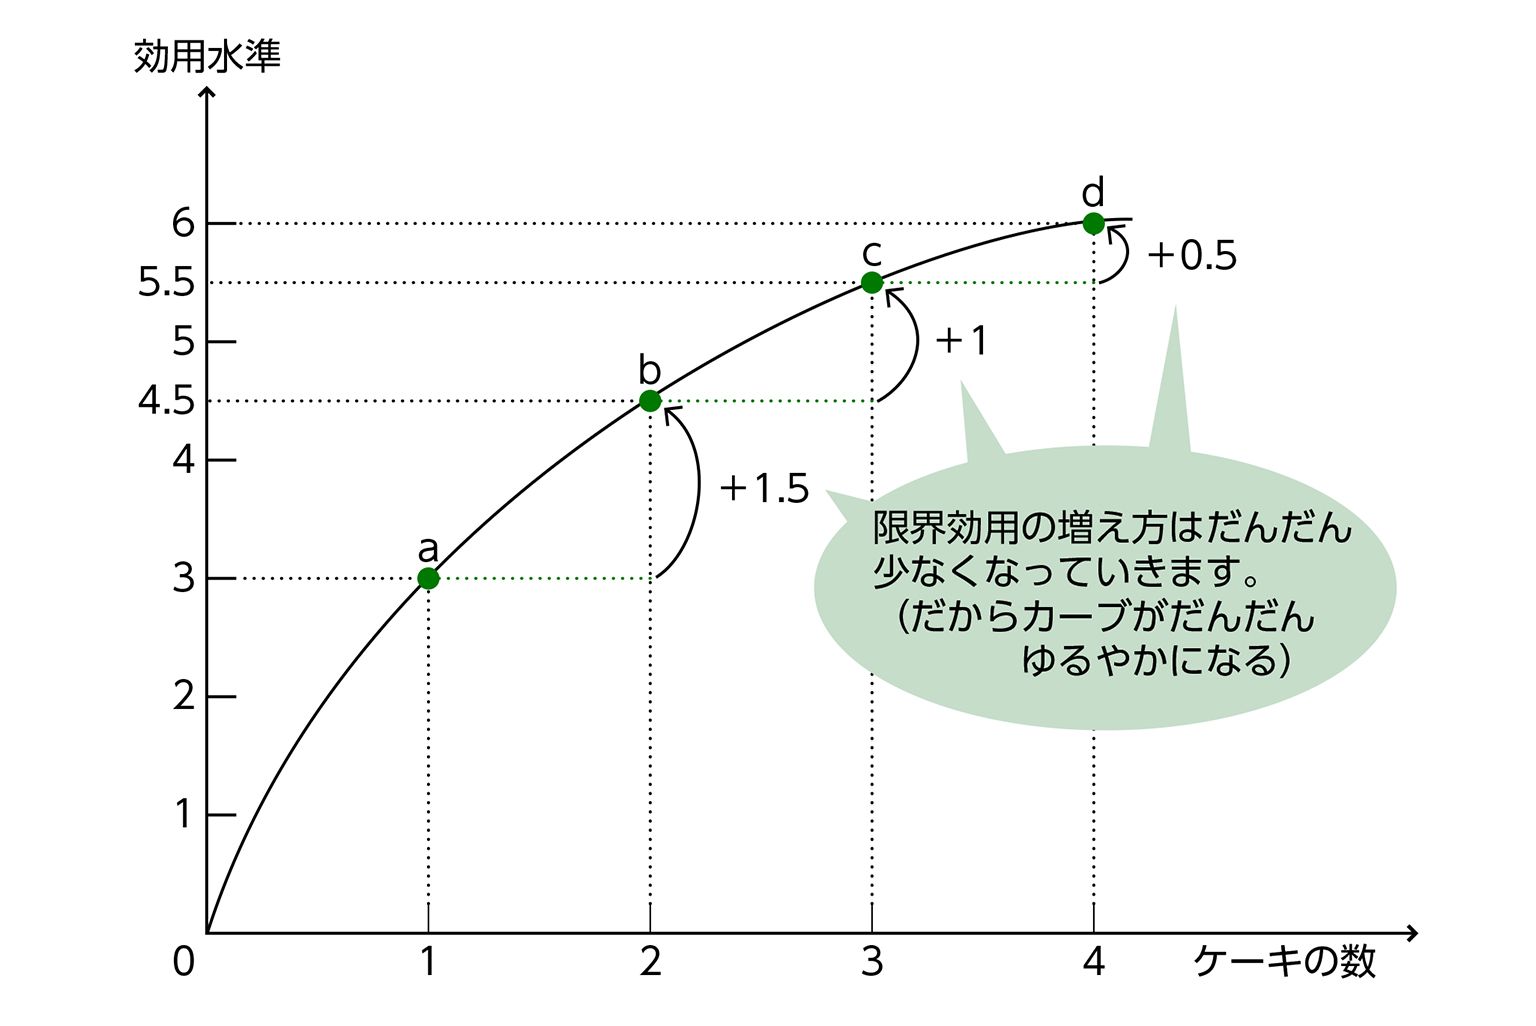 効用水準
6
5.5
5
4.5
4
3
2
1
0
1
2
3
4
ケーキの数
a
b
c
d
+1.5
+1
+0.5
限界効用の増え方はだんだん
少なくなっていきます。
（だからカーブがだんだん
ゆるやかになる）